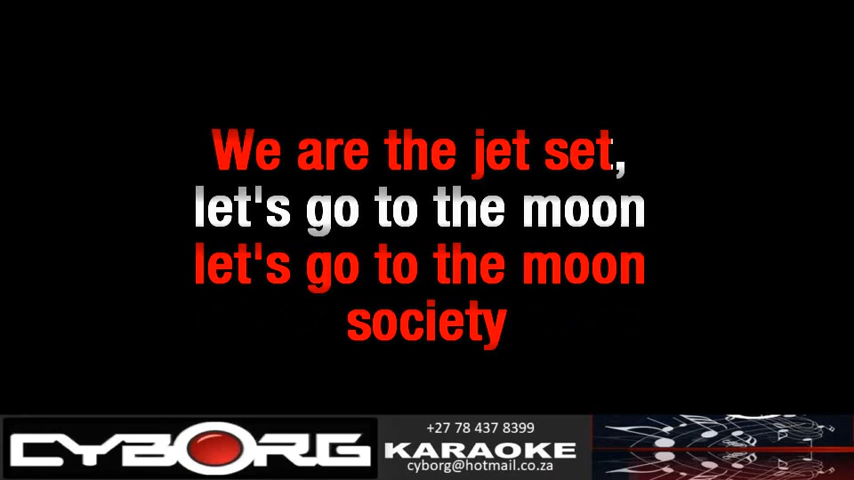 We are the jet set,
let's go to the moon
let's go to the moon
society
CYBORG
+27 78 437 8399
KARAOKE
cyborg@hotmail.co.za